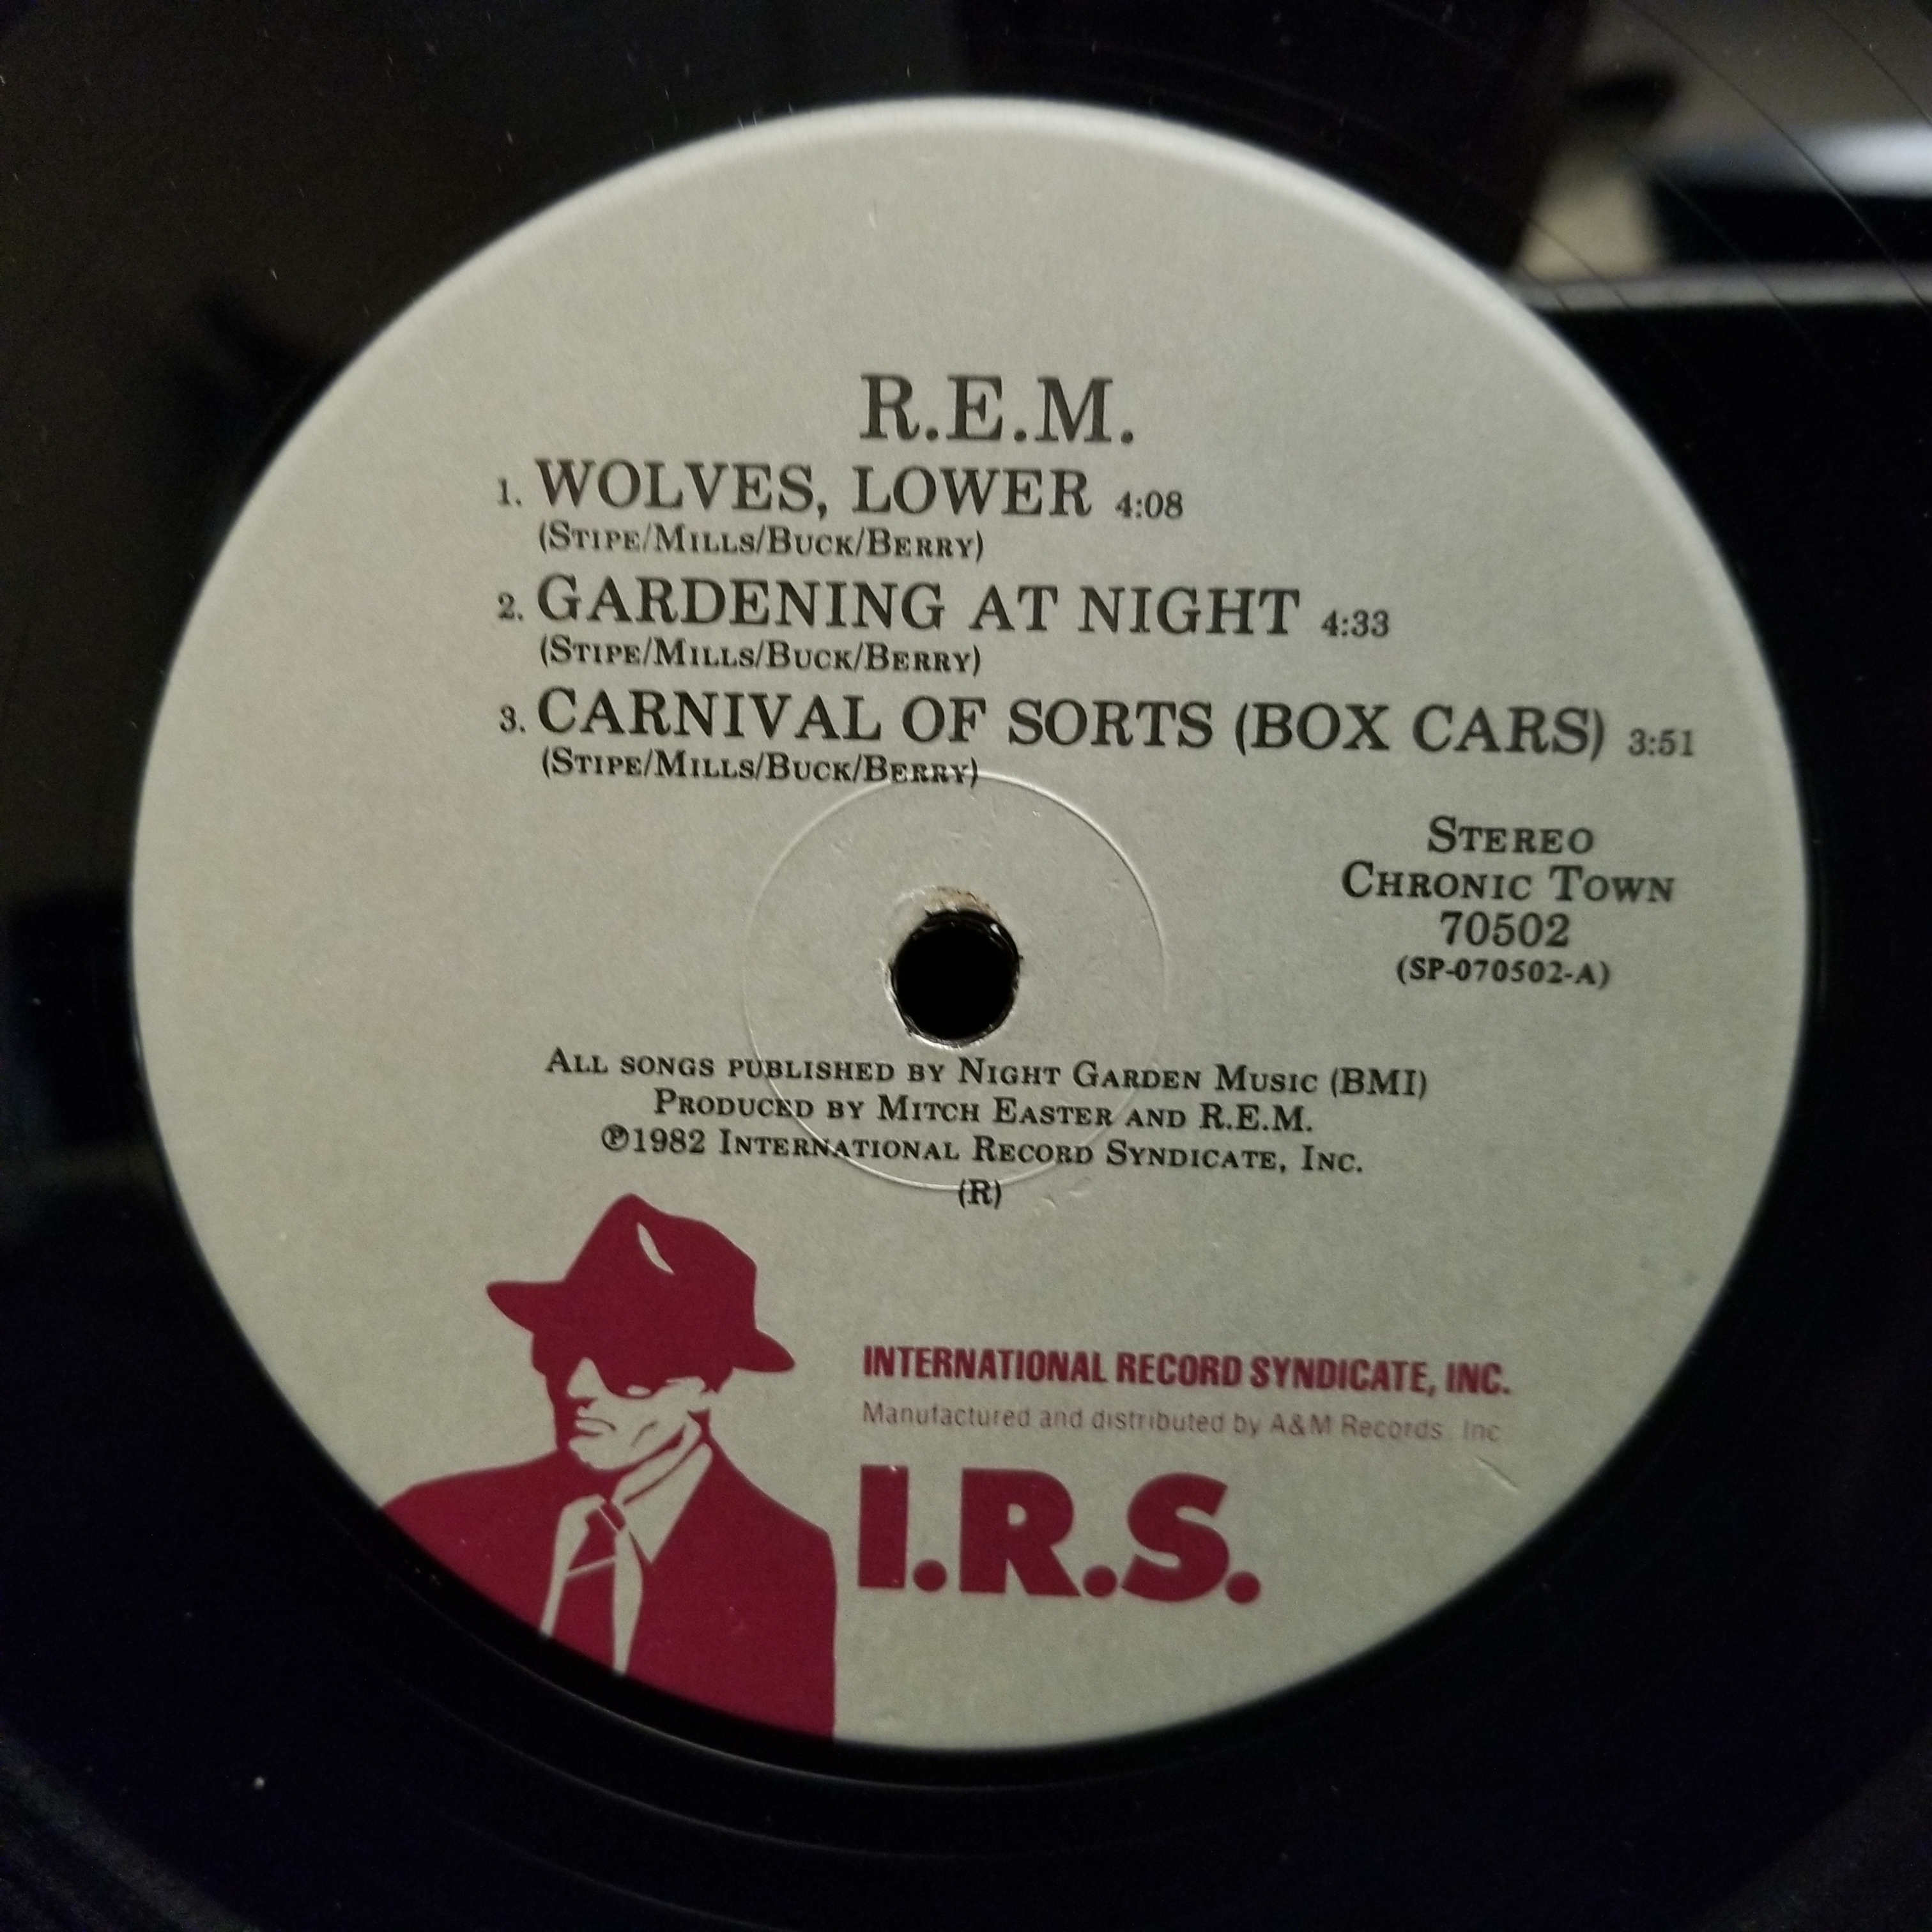 R.E.M.
1. WOLVES, LOWER 4:08
(STIPE/MILLS/BUCK/BERRY)
2. GARDENING AT NIGHT 4:33
(STIPE/MILLS/BUCK/BERRY)
3. CARNIVAL OF SORTS (BOX CARS) 3:51
(STIPE/MILLS/BUCK/BERRY)
STEREO
CHRONIC TOWN
70502
(SP-070502-A)
ALL SONGS PUBLISHED BY NIGHT GARDEN MUSIC (BMI)
PRODUCED BY MITCH EASTER AND R.E.M.
℗1982 INTERNATIONAL RECORD SYNDICATE, INC.
(R)
INTERNATIONAL RECORD SYNDICATE, INC.
Manufactured and distributed by A&M Records Inc
I.R.S.